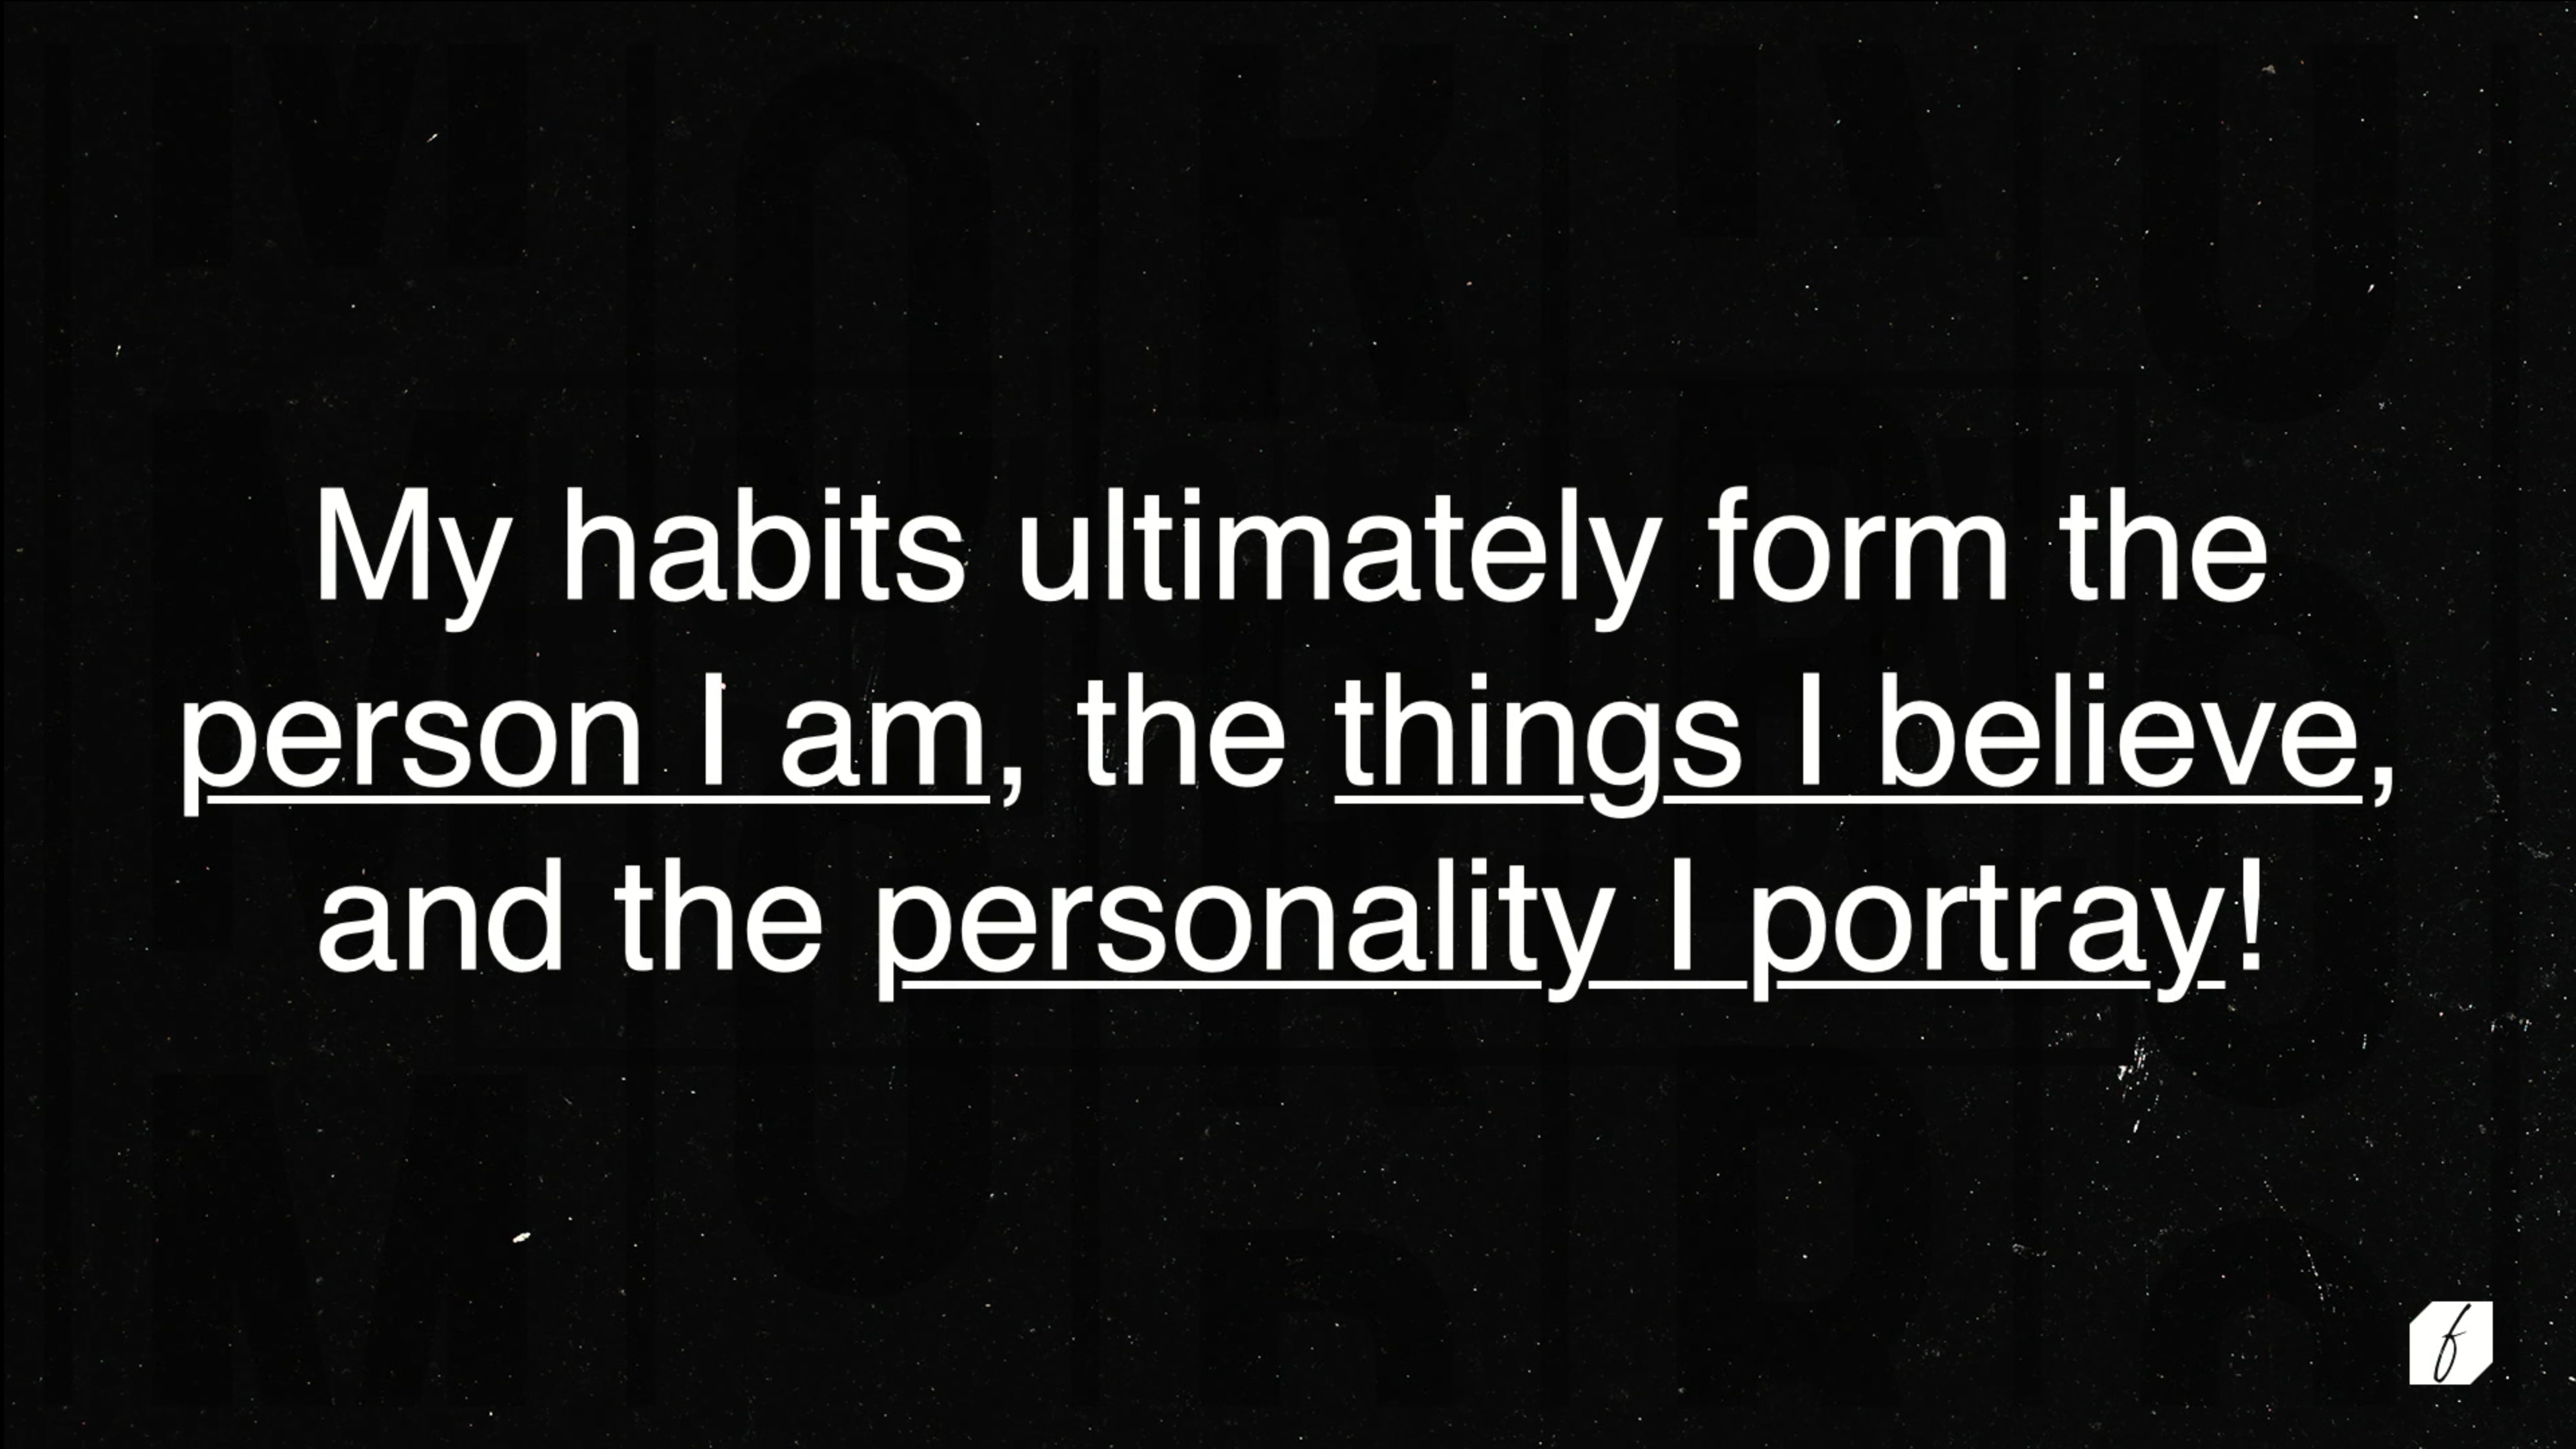 My habits ultimately form the
person I am, the things I believe,
and the personality I portray!
f